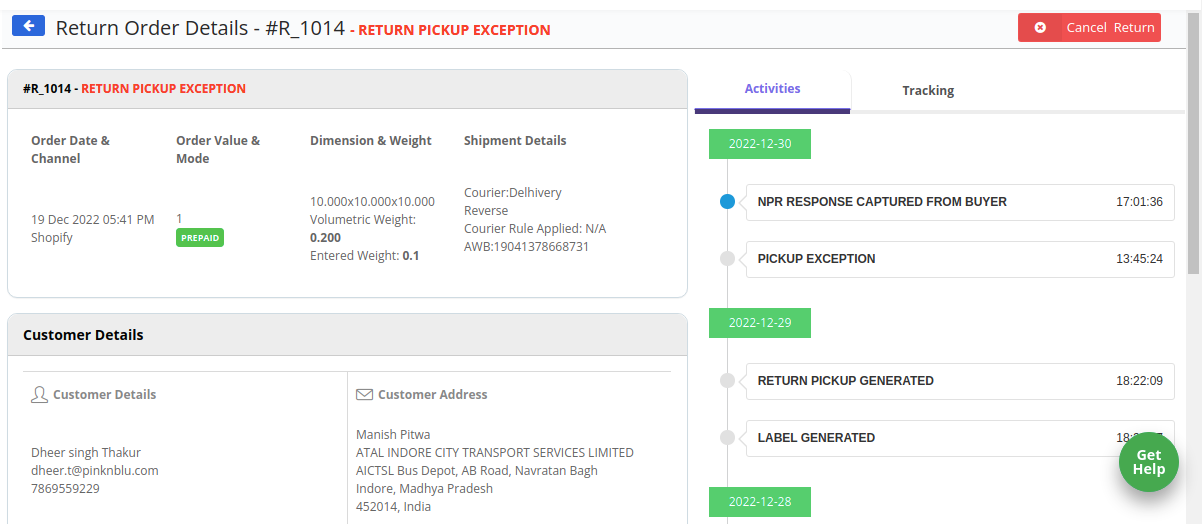 Return Order Details - #R_1014 - RETURN PICKUP EXCEPTION
Cancel Return
#R_1014 - RETURN PICKUP EXCEPTION
Order Date &
Channel
19 Dec 2022 05:41 PM
Shopify
Order Value &
Mode
1
PREPAID
Dimension & Weight
10.000x10.000x10.000
Volumetric Weight:
0.200
Entered Weight: 0.1
Shipment Details
Courier:Delhivery
Reverse
Courier Rule Applied: N/A
AWB:19041378668731
Customer Details
Customer Details
Dheer singh Thakur
dheer.t@pinknblu.com
7869559229
Customer Address
Manish Pitwa
ATAL INDORE CITY TRANSPORT SERVICES LIMITED
AICTSL Bus Depot, AB Road, Navratan Bagh
Indore, Madhya Pradesh
452014, India
Activities
Tracking
2022-12-30
NPR RESPONSE CAPTURED FROM BUYER 17:01:36
PICKUP EXCEPTION 13:45:24
2022-12-29
RETURN PICKUP GENERATED 18:22:09
LABEL GENERATED
Get
Help
2022-12-28